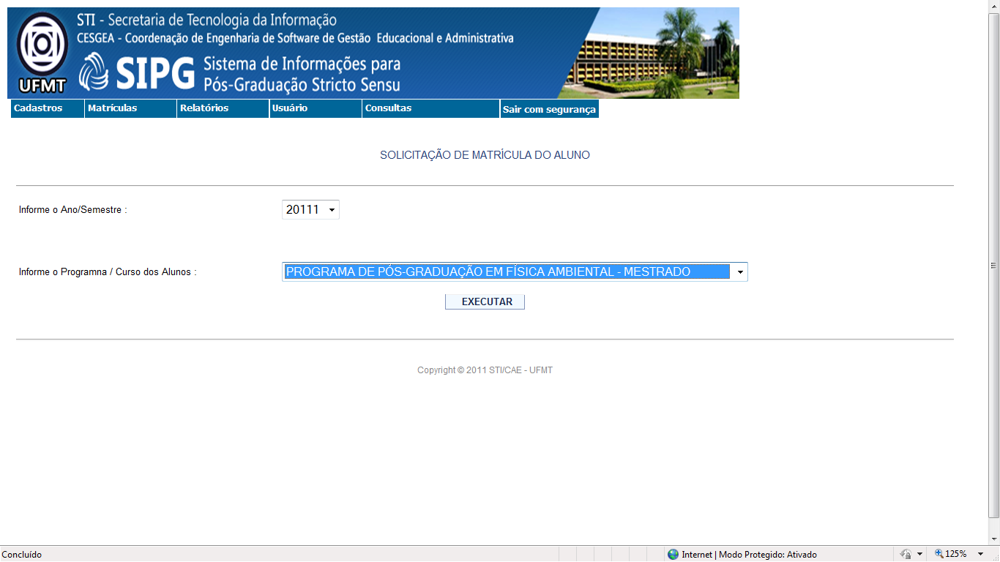 STI - Secretaria de Tecnologia da Informação
CESGEA - Coordenação de Engenharia de Software de Gestão Educacional e Administrativa
UFMT
SIPG
Sistema de Informações para
Pós-Graduação Stricto Sensu
Cadastros Matrículas Relatórios Usuário Consultas Sair com segurança
SOLICITAÇÃO DE MATRÍCULA DO ALUNO
Informe o Ano/Semestre : 20111
Informe o Programna / Curso dos Alunos : PROGRAMA DE PÓS-GRADUAÇÃO EM FÍSICA AMBIENTAL - MESTRADO
EXECUTAR
Copyright © 2011 STI/CAE - UFMT
Concluído Internet | Modo Protegido: Ativado 125%